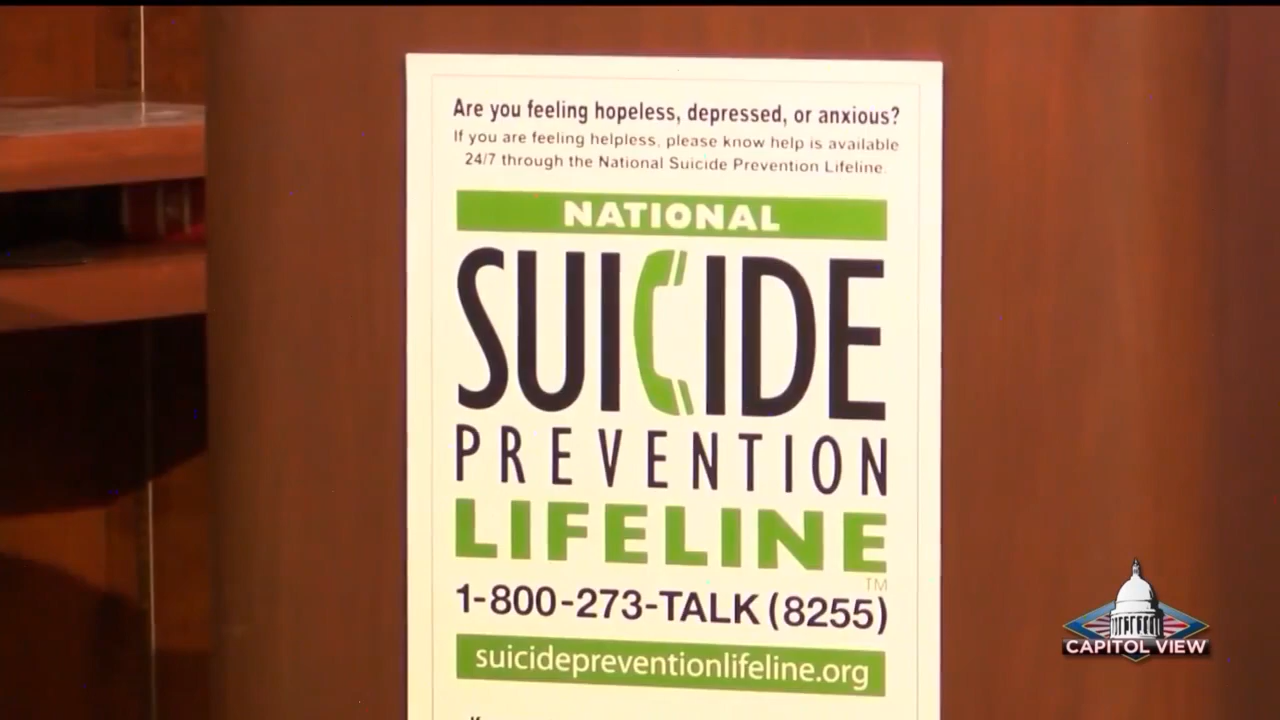 Are you feeling hopeless, depressed, or anxious?
If you are feeling helpless, please know help is available
24/7 through the National Suicide Prevention Lifeline.
NATIONAL
SUICIDE
PREVENTION
LIFELINE
TM
1-800-273-TALK (8255)
suicidepreventionlifeline.org
CAPITOL VIEW